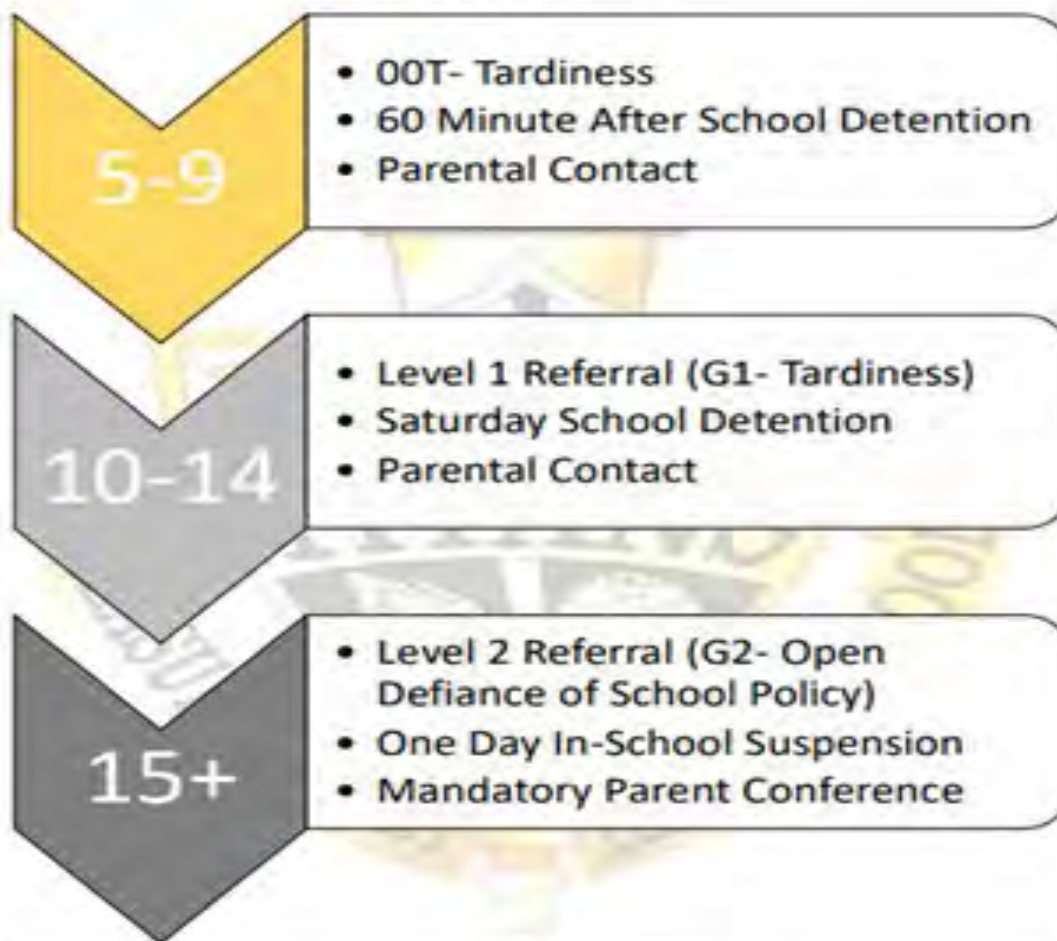 5-9
• 00T- Tardiness
• 60 Minute After School Detention
• Parental Contact
10-14
• Level 1 Referral (G1- Tardiness)
• Saturday School Detention
• Parental Contact
15+
• Level 2 Referral (G2- Open
Defiance of School Policy)
• One Day In-School Suspension
• Mandatory Parent Conference